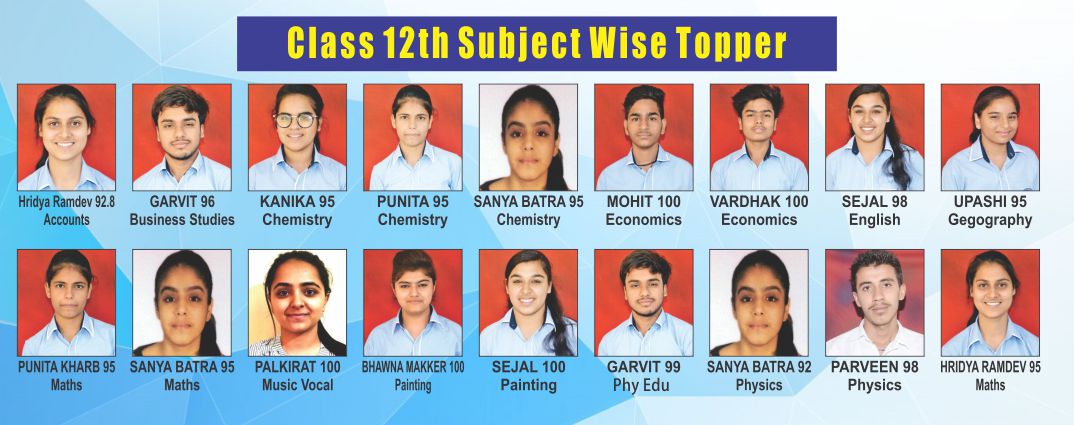 Class 12th Subject Wise Topper
Hridya Ramdev 92.8
Accounts
GARVIT 96
Business Studies
KANIKA 95
Chemistry
PUNITA 95
Chemistry
SANYA BATRA 95
Chemistry
MOHIT 100
Economics
VARDHAK 100
Economics
SEJAL 98
English
UPASHI 95
Gegography
PUNITA KHARB 95
Maths
SANYA BATRA 95
Maths
PALKIRAT 100
Music Vocal
BHAWNA MAKKER 100
Painting
SEJAL 100
Painting
GARVIT 99
Phy Edu
SANYA BATRA 92
Physics
PARVEEN 98
Physics
HRIDYA RAMDEV 95
Maths